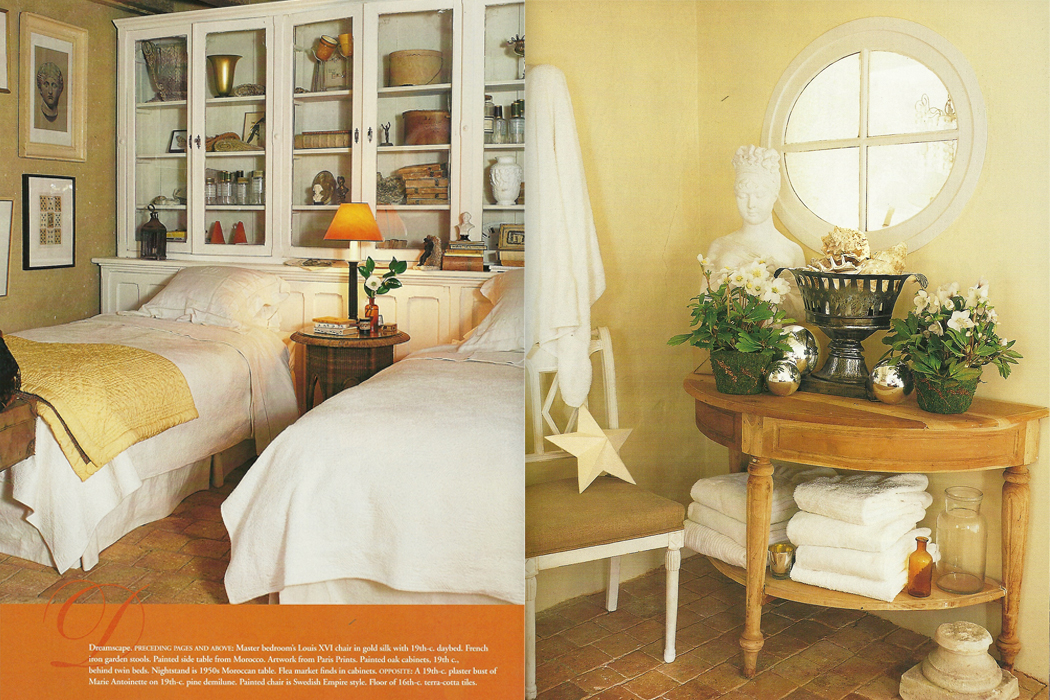 D
Dreamscape. PRECEDING PAGES AND ABOVE: Master bedroom's Louis XVI chair in gold silk with 19th-c. daybed. French
iron garden stools. Painted side table from Morocco. Artwork from Paris Prints. Painted oak cabinets, 19th c.,
behind twin beds. Nightstand is 1950s Moroccan table. Flea market finds in cabinets. OPPOSITE: A 19th-c. plaster bust of
Marie Antoinette on 19th-c. pine demilune. Painted chair is Swedish Empire style. Floor of 16th-c. terra-cotta tiles.